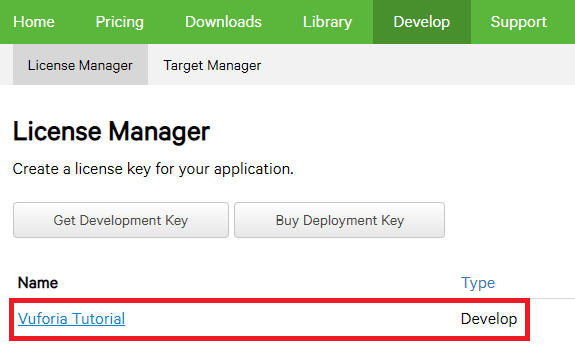 Home Pricing Downloads Library Develop Support
License Manager Target Manager
License Manager
Create a license key for your application.
Get Development Key Buy Deployment Key
Name Type
Vuforia Tutorial Develop